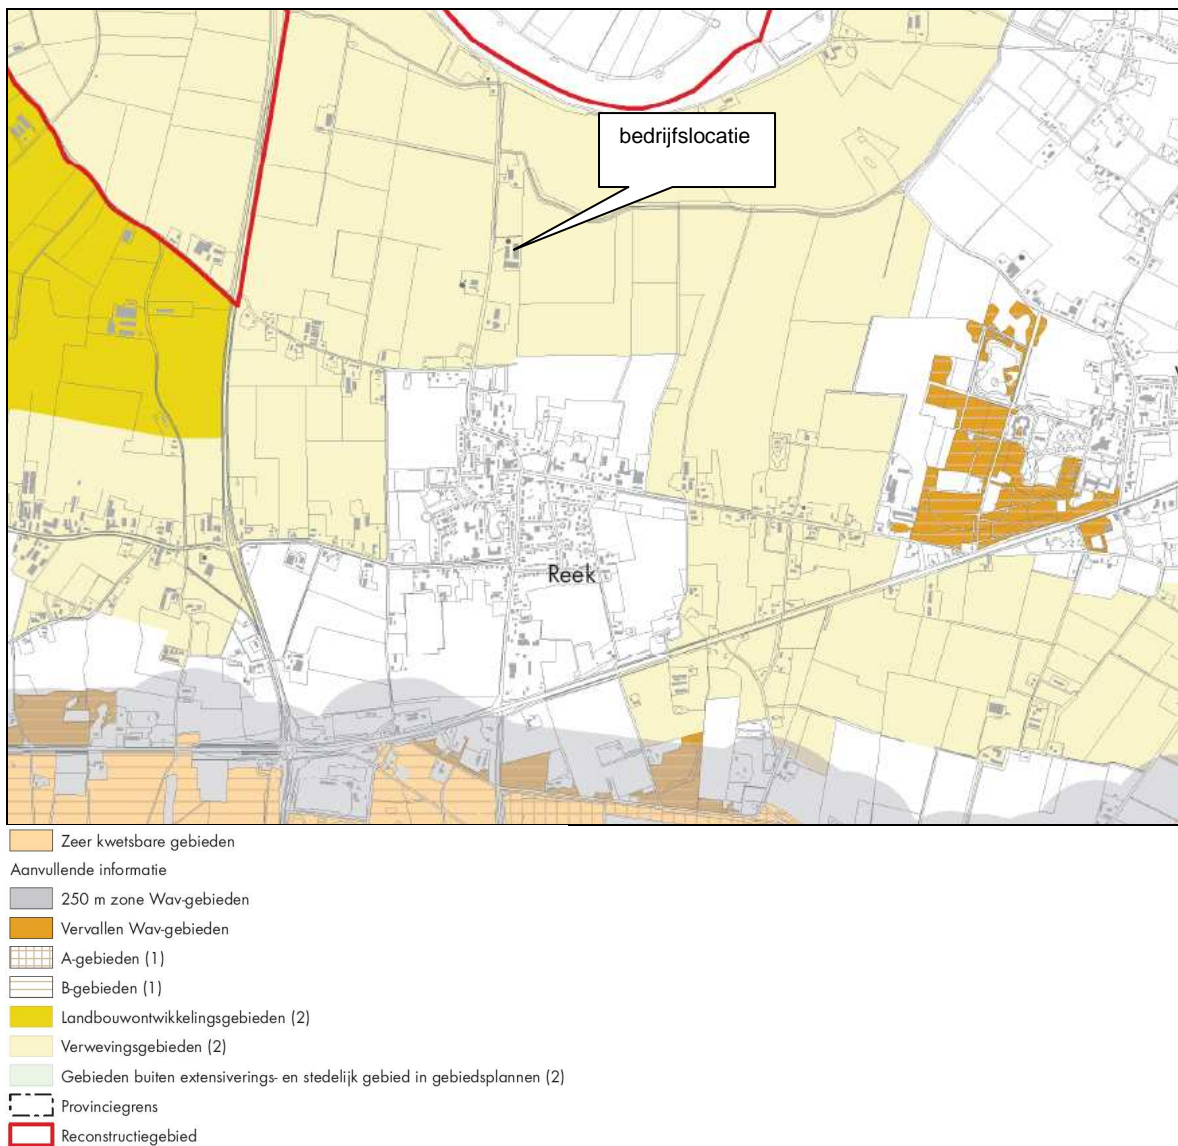 bedrijfslocatie
Reek
Zeer kwetsbare gebieden
Aanvullende informatie
250 m zone Wav-gebieden
Vervallen Wav-gebieden
A-gebieden (1)
B-gebieden (1)
Landbouwontwikkelingsgebieden (2)
Verwevingsgebieden (2)
Gebieden buiten extensiverings- en stedelijk gebied in gebiedsplannen (2)
Provinciegrens
Reconstructiegebied